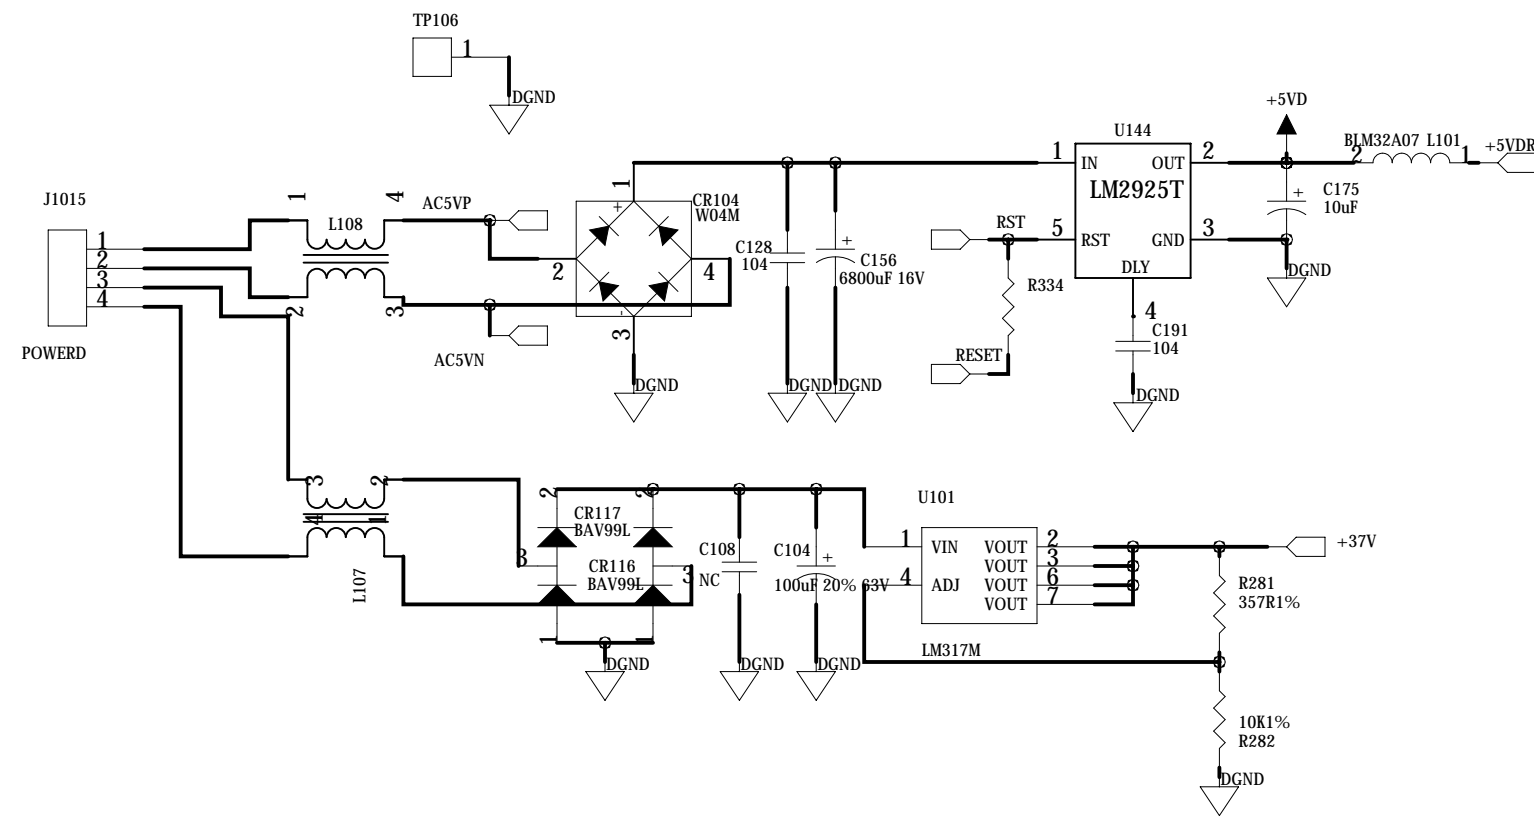 TP106
1
DGND
+5VD
U144
BLM32A07 L101
2
1
+5VDR
1
IN
OUT
2
LM2925T
C175
10uF
J1015
1
4
L108
AC5VP
1
+
CR104
W04M
RST
5
RST
GND
3
1
2
3
4
2
4
C128
104
+
C156
6800uF 16V
DLY
DGND
R334
2
3
3
-
4
C191
104
POWERD
AC5VN
RESET
DGND
DGND
DGND
DGND
3
2
4
1
L107
2
2
CR117
BAV99L
3
CR116
BAV99L
3
1
1
DGND
C108
NC
C104
+
100uF 20% 63V
DGND
DGND
U101
1
VIN
VOUT
2
VOUT
3
4
ADJ
VOUT
6
VOUT
7
LM317M
+37V
R281
357R1%
10K1%
R282
DGND